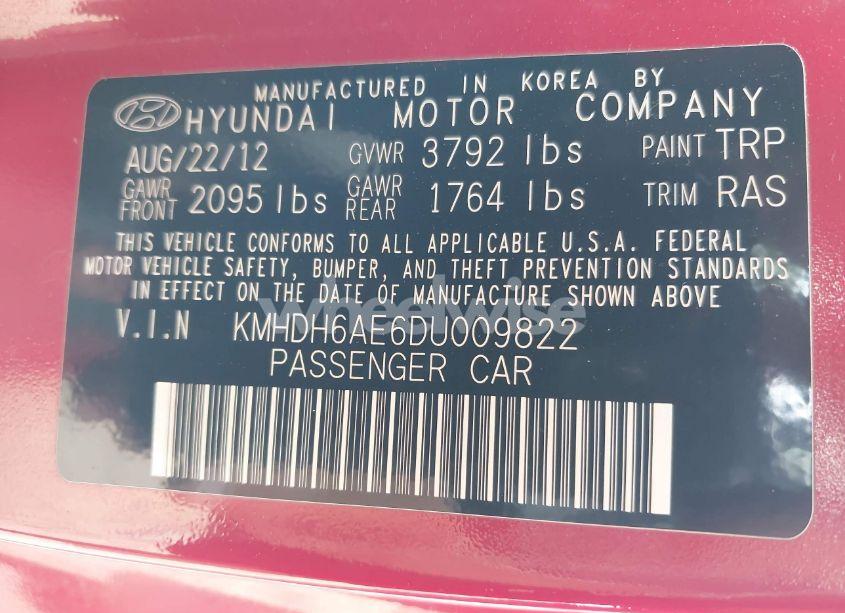 MANUFACTURED IN KOREA BY
HYUNDAI MOTOR COMPANY
AUG/22/12 GVWR 3792 lbs PAINT TRP
GAWR FRONT 2095 lbs GAWR REAR 1764 lbs TRIM RAS
THIS VEHICLE CONFORMS TO ALL APPLICABLE U.S.A. FEDERAL
MOTOR VEHICLE SAFETY, BUMPER, AND THEFT PREVENTION STANDARDS
IN EFFECT ON THE DATE OF MANUFACTURE SHOWN ABOVE
wheelwise
V.I.N KMHDH6AE6DU009822
PASSENGER CAR